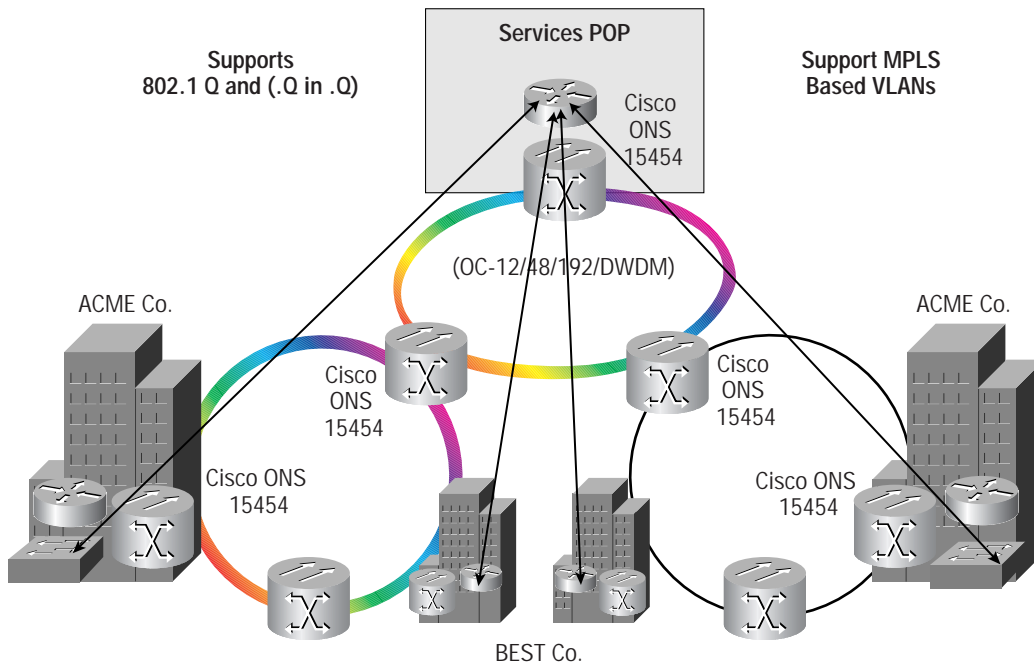 Services POP
Supports
802.1 Q and (.Q in .Q)
Support MPLS
Based VLANs
Cisco
ONS
15454
(OC-12/48/192/DWDM)
ACME Co.
ACME Co.
Cisco
ONS
15454
Cisco
ONS
15454
Cisco ONS
15454
Cisco ONS
15454
BEST Co.